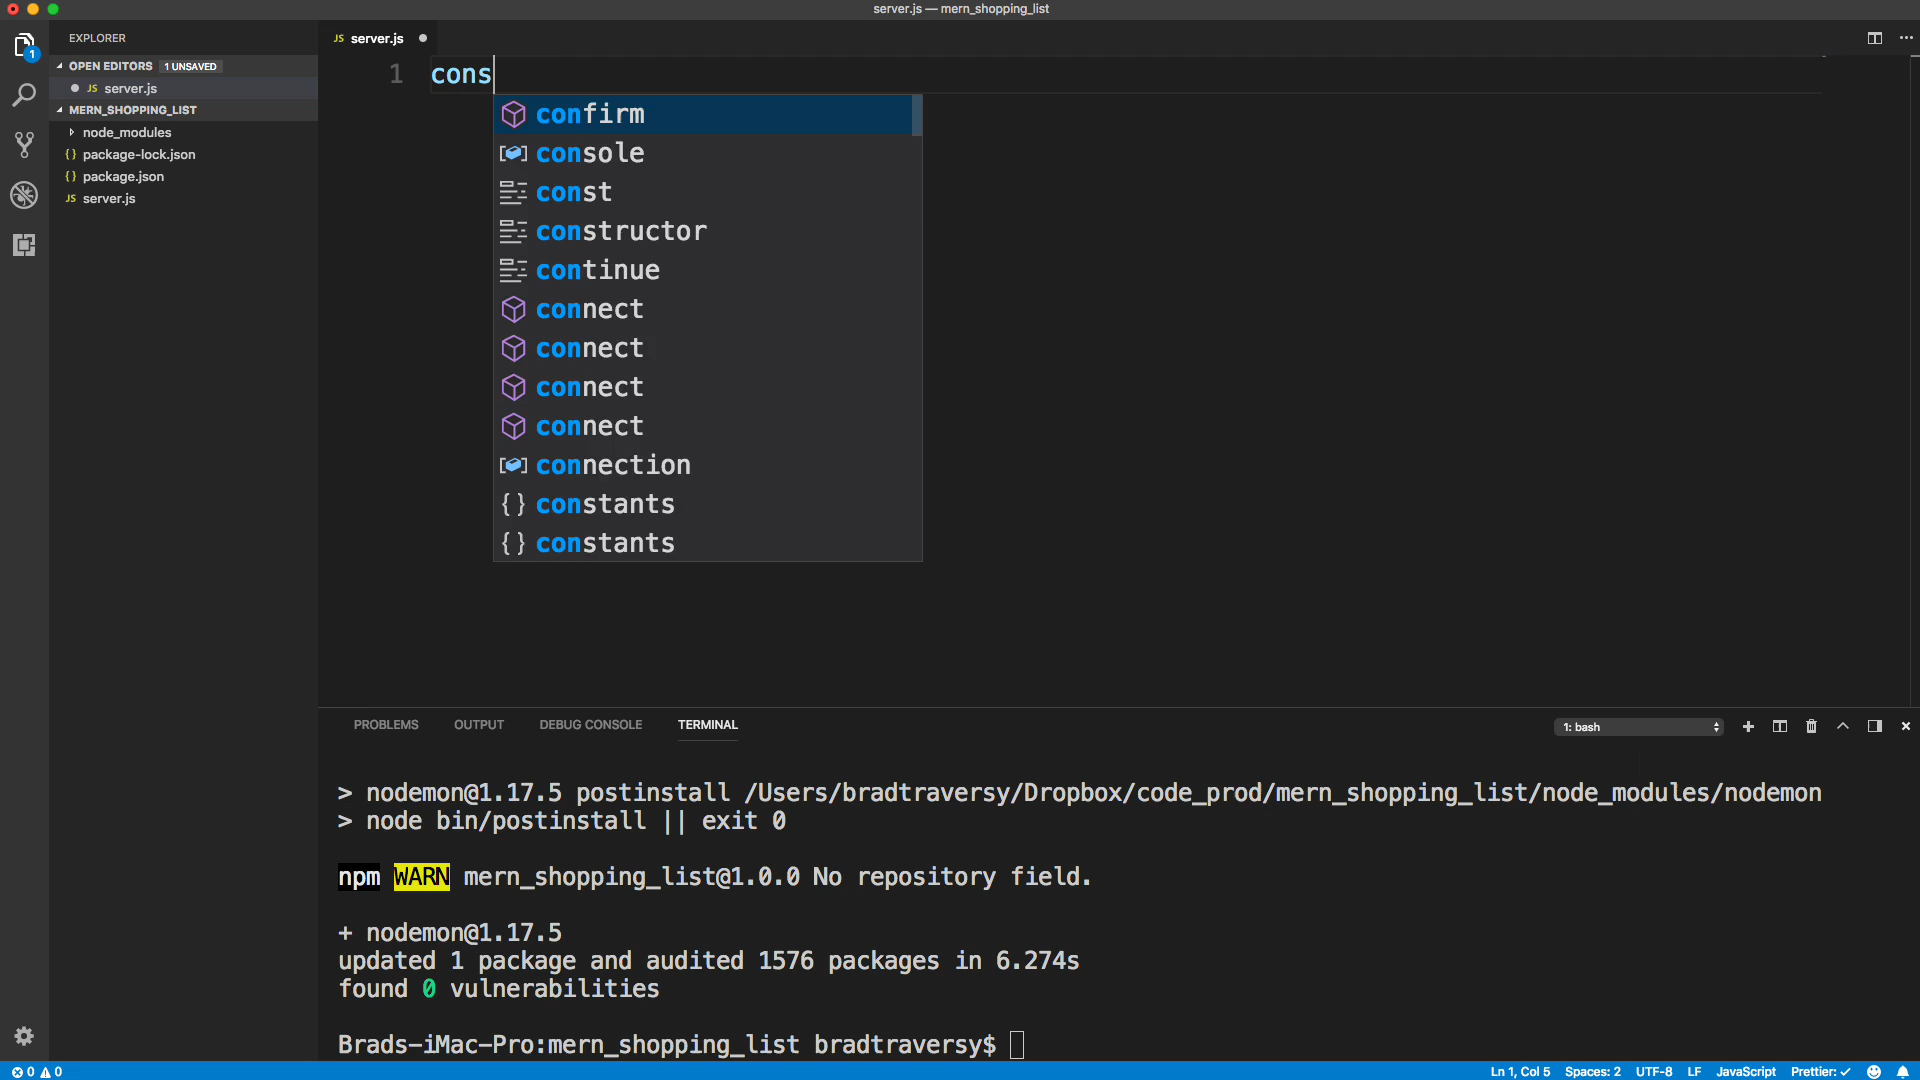 server.js — mern_shopping_list
EXPLORER
OPEN EDITORS 1 UNSAVED
JS server.js
MERN_SHOPPING_LIST
node_modules
{} package-lock.json
{} package.json
JS server.js
1
JS server.js
1 cons
confirm
console
const
constructor
continue
connect
connect
connect
connect
connection
{} constants
{} constants
PROBLEMS OUTPUT DEBUG CONSOLE TERMINAL 1: bash
> nodemon@1.17.5 postinstall /Users/bradtraversy/Dropbox/code_prod/mern_shopping_list/node_modules/nodemon
> node bin/postinstall || exit 0
npm WARN mern_shopping_list@1.0.0 No repository field.
+ nodemon@1.17.5
updated 1 package and audited 1576 packages in 6.274s
found 0 vulnerabilities
Brads-iMac-Pro:mern_shopping_list bradtraversy$
0 0 Ln 1, Col 5 Spaces: 2 UTF-8 LF JavaScript Prettier: ✓